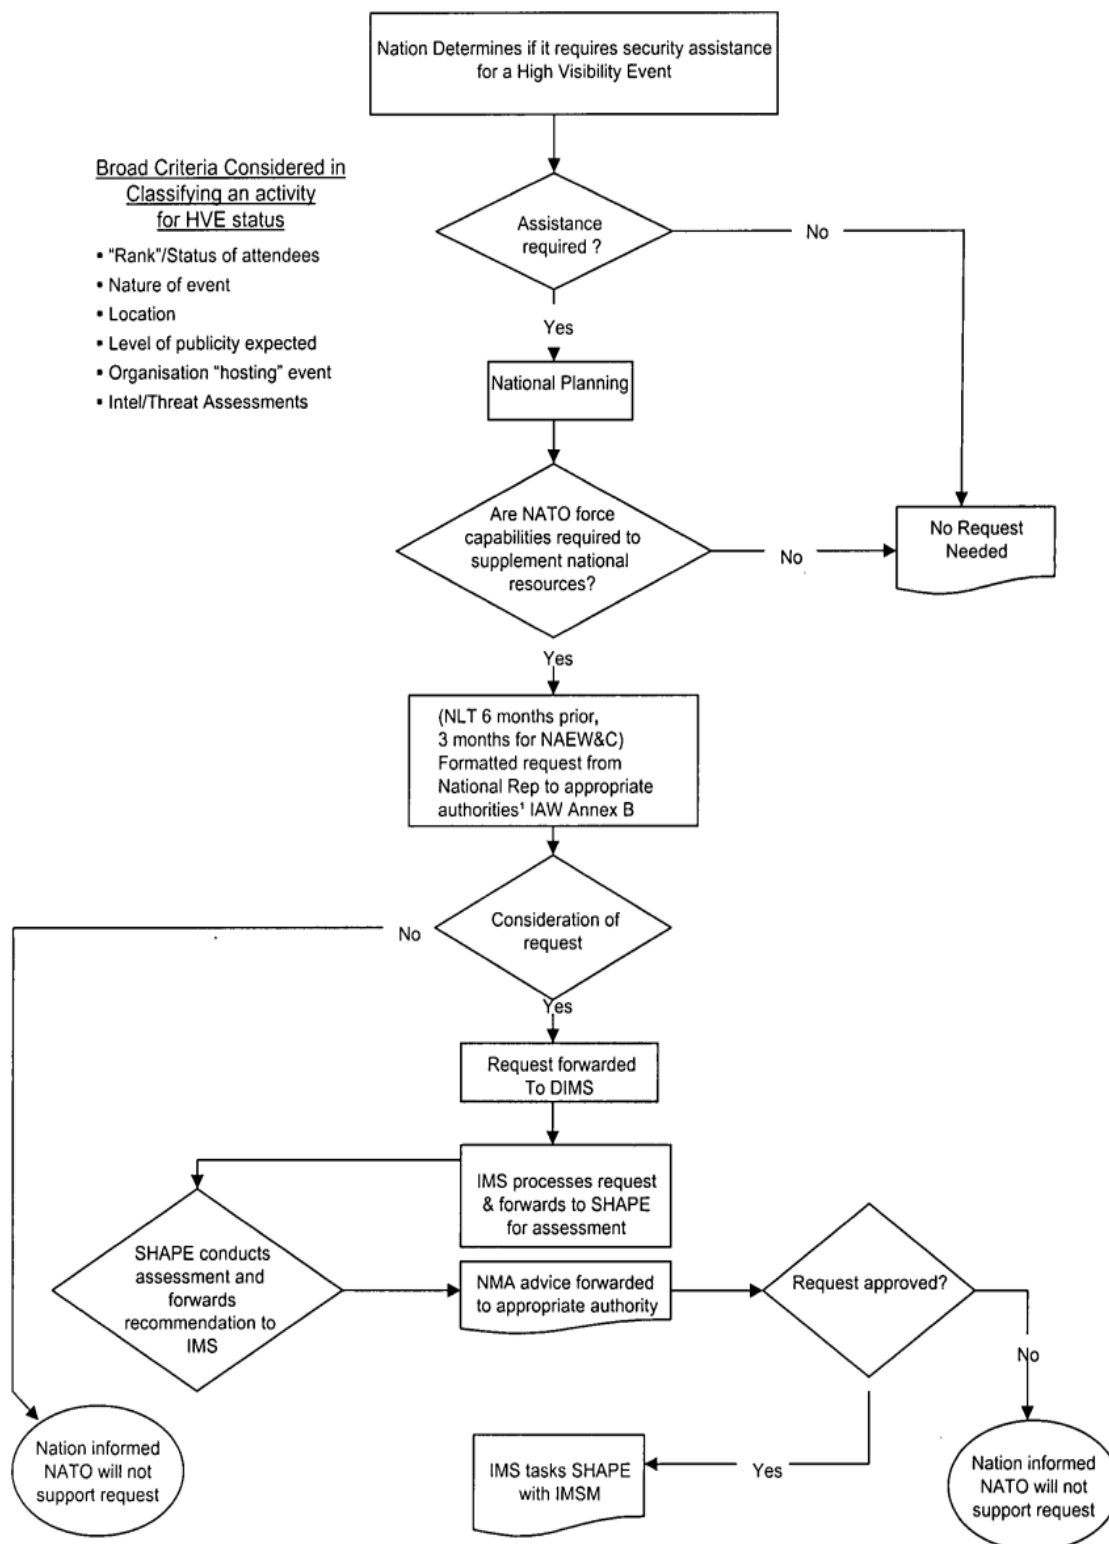 Nation Determines if it requires security assistance
for a High Visibility Event
Broad Criteria Considered in
Classifying an activity
for HVE status
▪ "Rank"/Status of attendees
▪ Nature of event
▪ Location
▪ Level of publicity expected
▪ Organisation "hosting" event
▪ Intel/Threat Assessments
Assistance
required ?
No
Yes
National Planning
Are NATO force
capabilities required to
supplement national
resources?
No
No Request
Needed
Yes
(NLT 6 months prior,
3 months for NAEW&C)
Formatted request from
National Rep to appropriate
authorities¹ IAW Annex B
Consideration of
request
No
Yes
Request forwarded
To DIMS
IMS processes request
& forwards to SHAPE
for assessment
SHAPE conducts
assessment and
forwards
recommendation to
IMS
NMA advice forwarded
to appropriate authority
Request approved?
No
Yes
IMS tasks SHAPE
with IMSM
Nation informed
NATO will not
support request
Nation informed
NATO will not
support request